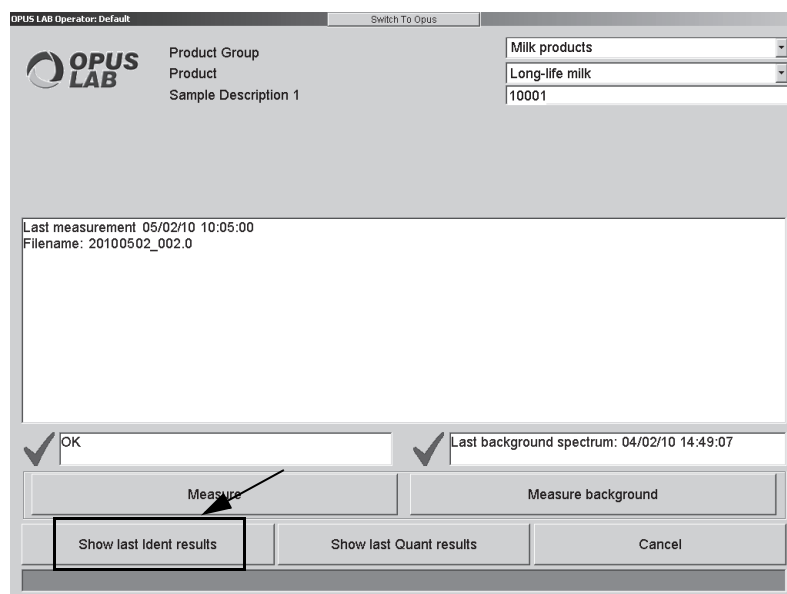 OPUS LAB Operator: Default
Switch To Opus
OPUS
LAB
Product Group
Milk products
Product
Long-life milk
Sample Description 1
10001
Last measurement 05/02/10 10:05:00
Filename: 20100502_002.0
OK
Last background spectrum: 04/02/10 14:49:07
Measure
Measure background
Show last Ident results
Show last Quant results
Cancel